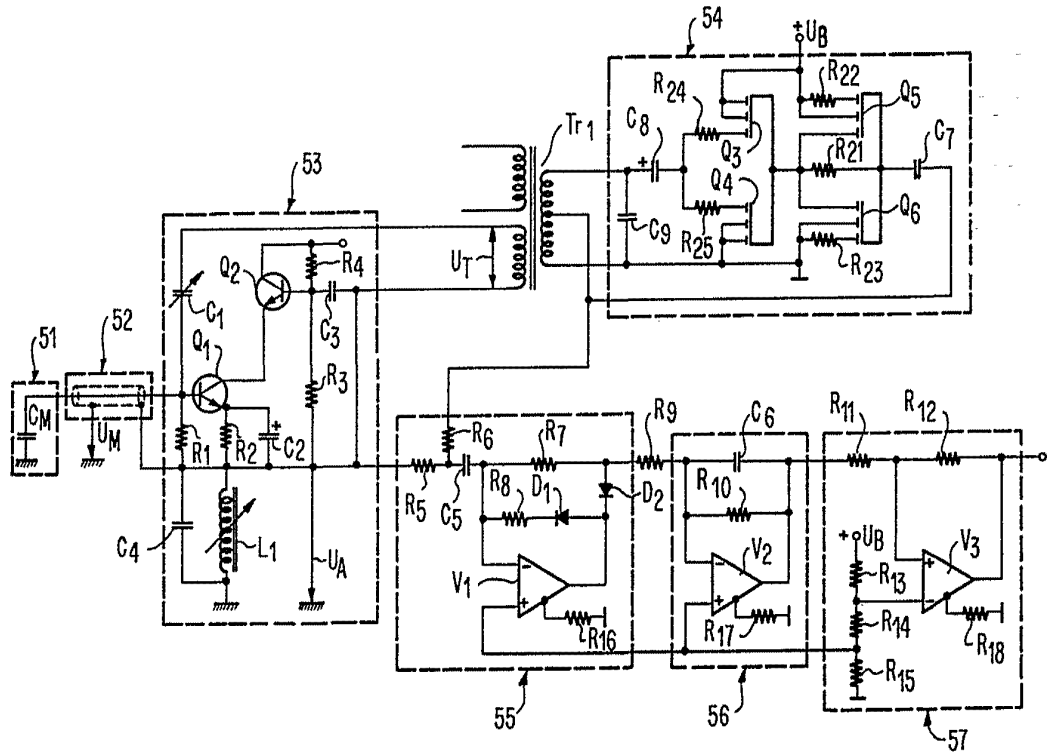 54
+UB
R22
R24
C8
Q5
Tr1
Q3
R21
C7
53
Q4
C9
R25
Q6
R23
UT
R4
Q2
C1
C3
52
51
Q1
R3
CM
UM
R1
R2
C2
+
R6
R7
R9
C6
R11
R12
R5
C5
R8
D1
D2
R10
C4
L1
UA
V1
-
+
R16
V2
-
+
R17
+UB
R13
R14
R15
V3
+
-
R18
55
56
57